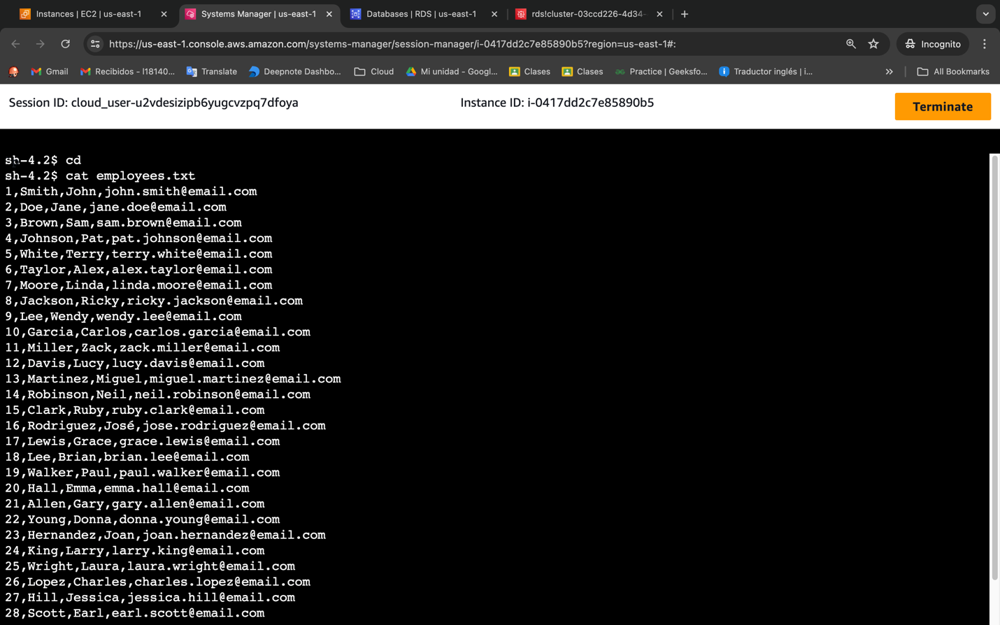 Instances | EC2 | us-east-1
Systems Manager | us-east-1
Databases | RDS | us-east-1
rds!cluster-03ccd226-4d34-
https://us-east-1.console.aws.amazon.com/systems-manager/session-manager/i-0417dd2c7e85890b5?region=us-east-1#:
Incognito
Gmail
Recibidos - l18140...
Translate
Deepnote Dashbo...
Cloud
Mi unidad - Googl...
Clases
Clases
Practice | Geeksfo...
Traductor inglés | i...
All Bookmarks
Session ID: cloud_user-u2vdesizipb6yugcvzpq7dfoya
Instance ID: i-0417dd2c7e85890b5
Terminate
sh-4.2$ cd
sh-4.2$ cat employees.txt
1,Smith,John,john.smith@email.com
2,Doe,Jane,jane.doe@email.com
3,Brown,Sam,sam.brown@email.com
4,Johnson,Pat,pat.johnson@email.com
5,White,Terry,terry.white@email.com
6,Taylor,Alex,alex.taylor@email.com
7,Moore,Linda,linda.moore@email.com
8,Jackson,Ricky,ricky.jackson@email.com
9,Lee,Wendy,wendy.lee@email.com
10,Garcia,Carlos,carlos.garcia@email.com
11,Miller,Zack,zack.miller@email.com
12,Davis,Lucy,lucy.davis@email.com
13,Martinez,Miguel,miguel.martinez@email.com
14,Robinson,Neil,neil.robinson@email.com
15,Clark,Ruby,ruby.clark@email.com
16,Rodriguez,José,jose.rodriguez@email.com
17,Lewis,Grace,grace.lewis@email.com
18,Lee,Brian,brian.lee@email.com
19,Walker,Paul,paul.walker@email.com
20,Hall,Emma,emma.hall@email.com
21,Allen,Gary,gary.allen@email.com
22,Young,Donna,donna.young@email.com
23,Hernandez,Joan,joan.hernandez@email.com
24,King,Larry,larry.king@email.com
25,Wright,Laura,laura.wright@email.com
26,Lopez,Charles,charles.lopez@email.com
27,Hill,Jessica,jessica.hill@email.com
28,Scott,Earl,earl.scott@email.com